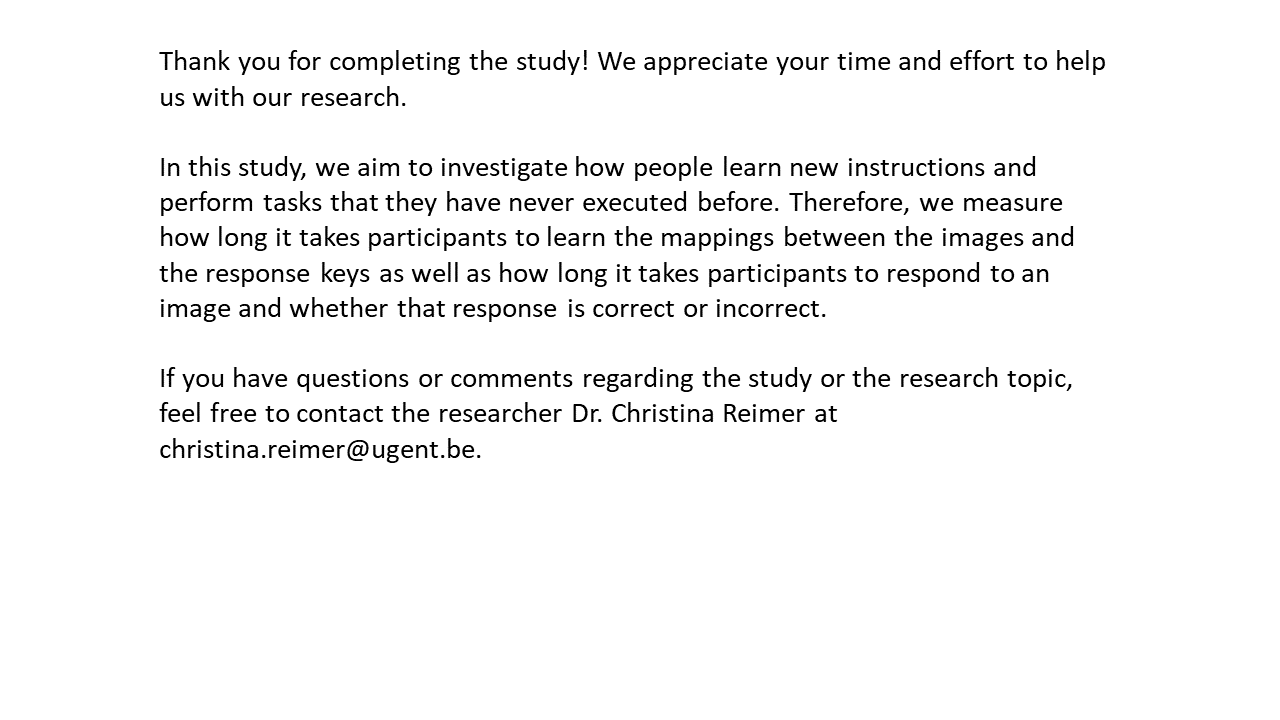 Thank you for completing the study! We appreciate your time and effort to help
us with our research.
In this study, we aim to investigate how people learn new instructions and
perform tasks that they have never executed before. Therefore, we measure
how long it takes participants to learn the mappings between the images and
the response keys as well as how long it takes participants to respond to an
image and whether that response is correct or incorrect.
If you have questions or comments regarding the study or the research topic,
feel free to contact the researcher Dr. Christina Reimer at
christina.reimer@ugent.be.